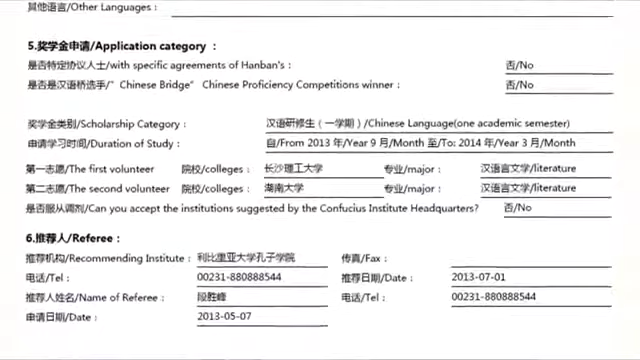 其他语言/Other Languages：
5.奖学金申请/Application category ：
是否特定协议人士/with specific agreements of Hanban's： 否/No
是否是汉语桥选手/"Chinese Bridge" Chinese Proficiency Competitions winner： 否/No
奖学金类别/Scholarship Category： 汉语研修生（一学期）/Chinese Language(one academic semester)
申请学习时间/Duration of Study： 自/From 2013 年/Year 9 月/Month 至/To: 2014 年/Year 3 月/Month
第一志愿/The first volunteer 院校/colleges： 长沙理工大学 专业/major： 汉语言文学/literature
第二志愿/The second volunteer 院校/colleges： 湖南大学 专业/major： 汉语言文学/literature
是否服从调剂/Can you accept the institutions suggested by the Confucius Institute Headquarters? 否/No
6.推荐人/Referee：
推荐机构/Recommending Institute： 利比里亚大学孔子学院 传真/Fax：
电话/Tel： 00231-880888544 推荐日期/Date： 2013-07-01
推荐人姓名/Name of Referee： 段胜峰 电话/Tel： 00231-880888544
申请日期/Date： 2013-05-07